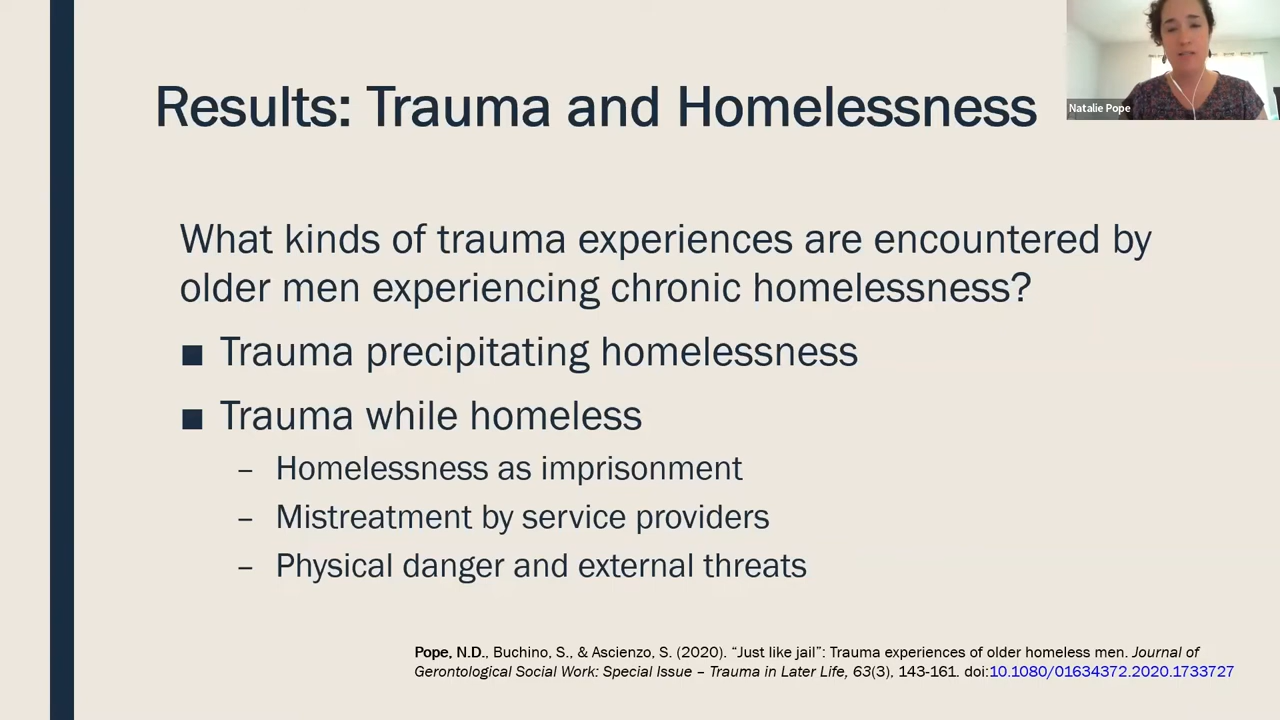 Results: Trauma and Homelessness
Natalie Pope
What kinds of trauma experiences are encountered by
older men experiencing chronic homelessness?
■ Trauma precipitating homelessness
■ Trauma while homeless
– Homelessness as imprisonment
– Mistreatment by service providers
– Physical danger and external threats
Pope, N.D., Buchino, S., & Ascienzo, S. (2020). “Just like jail”: Trauma experiences of older homeless men. Journal of
Gerontological Social Work: Special Issue – Trauma in Later Life, 63(3), 143-161. doi:10.1080/01634372.2020.1733727